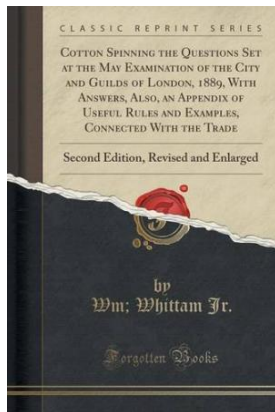 CLASSIC REPRINT SERIES
COTTON SPINNING THE QUESTIONS SET
AT THE MAY EXAMINATION OF THE CITY
AND GUILDS OF LONDON, 1889, WITH
ANSWERS, ALSO, AN APPENDIX OF
USEFUL RULES AND EXAMPLES,
CONNECTED WITH THE TRADE
SECOND EDITION, REVISED AND ENLARGED
F
by
Wm; Whittam Jr.
Forgotten Books